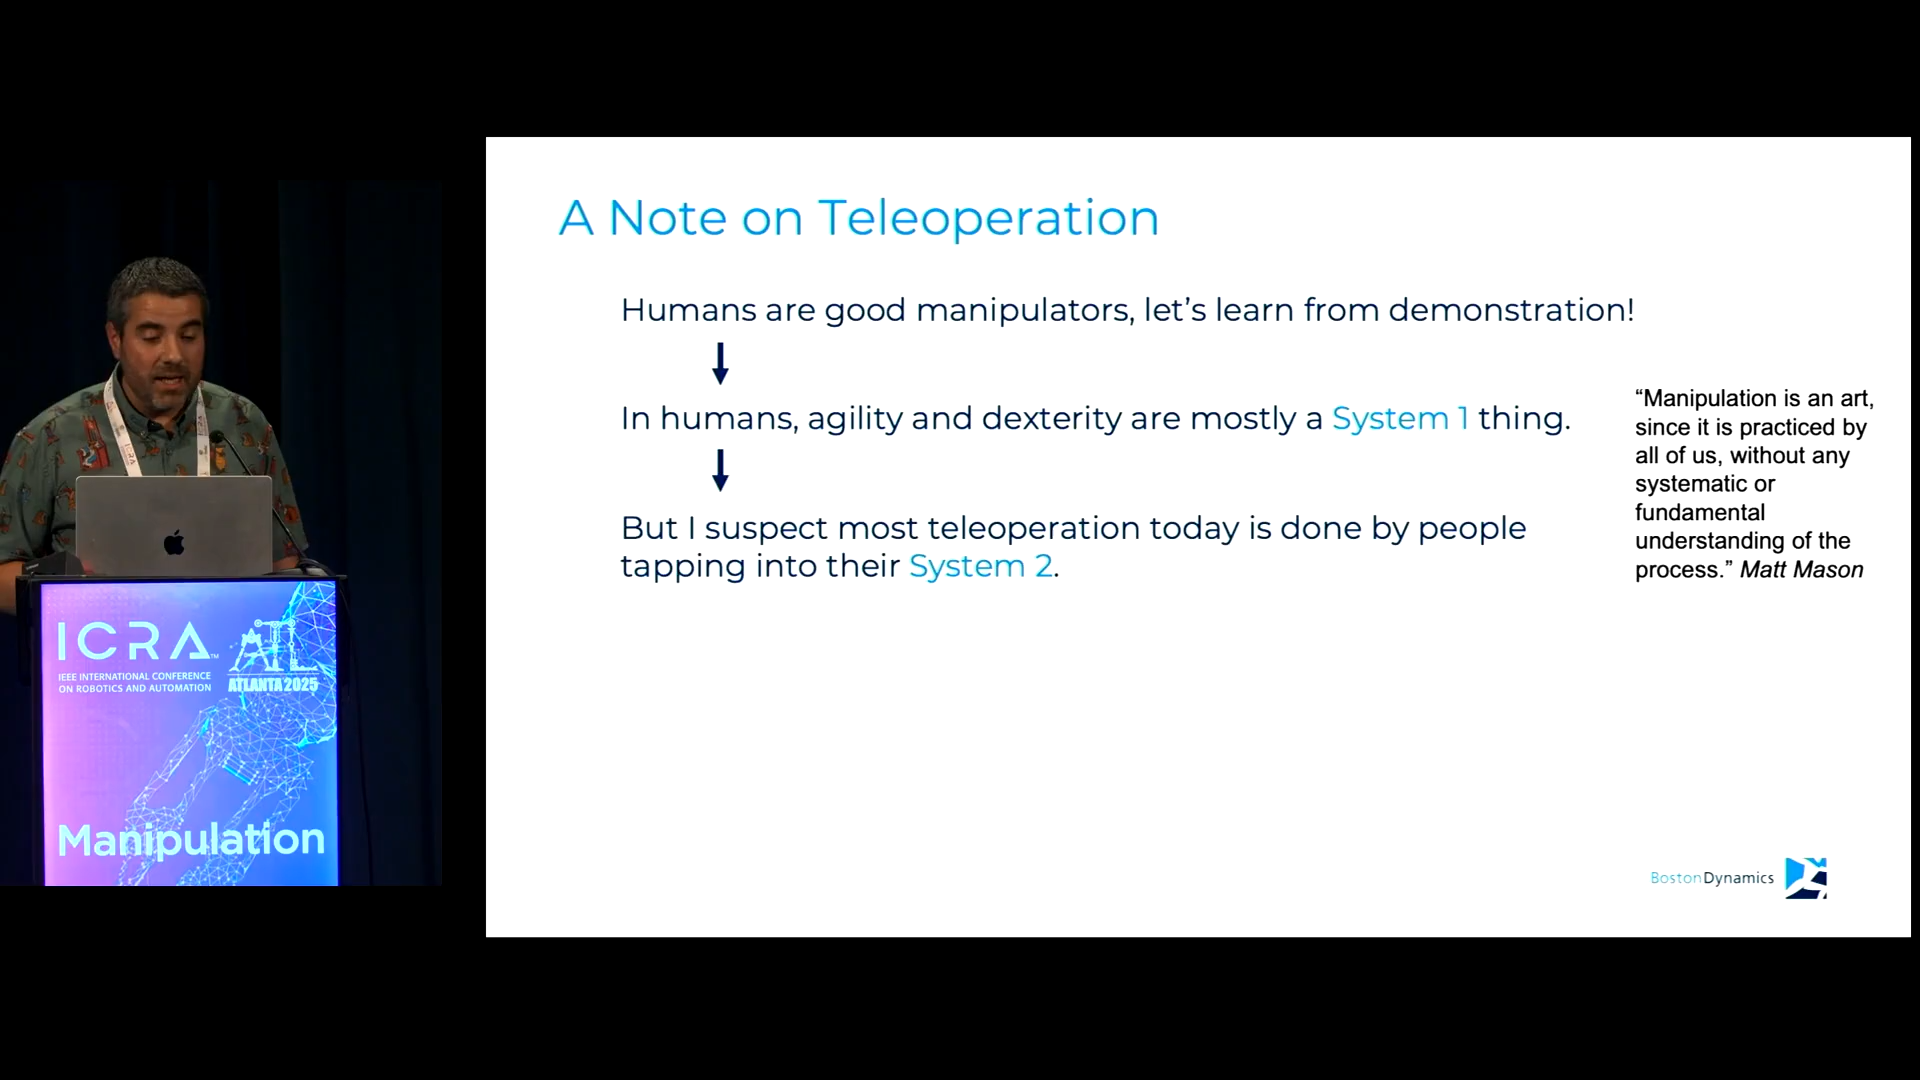 A Note on Teleoperation
Humans are good manipulators, let’s learn from demonstration!
In humans, agility and dexterity are mostly a System 1 thing.
But I suspect most teleoperation today is done by people
tapping into their System 2.
“Manipulation is an art,
since it is practiced by
all of us, without any
systematic or
fundamental
understanding of the
process.” Matt Mason
BostonDynamics
ICRA™
IEEE INTERNATIONAL CONFERENCE
ON ROBOTICS AND AUTOMATION
ATL
ATLANTA 2025
Manipulation